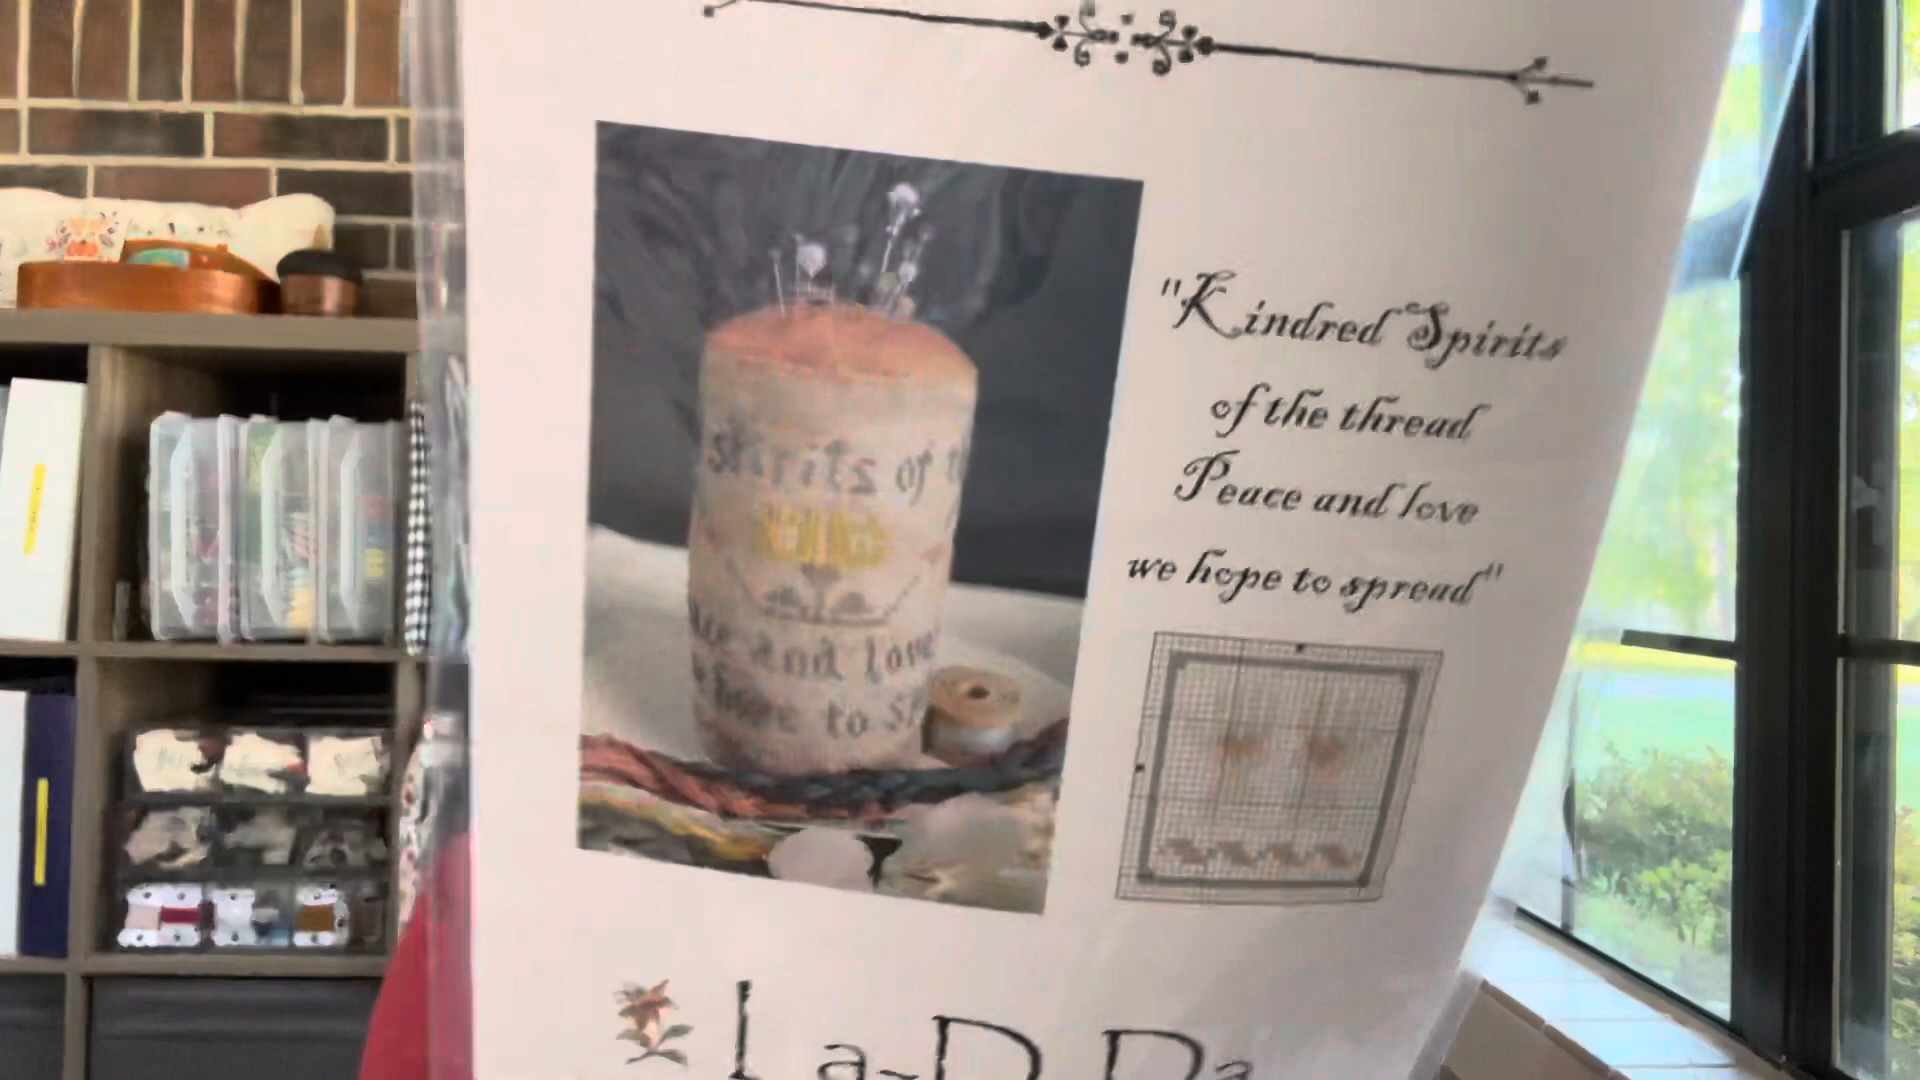 "Kindred Spirits
of the thread
Peace and love
we hope to spread"
spirits of
and love
hope to
La-D Da